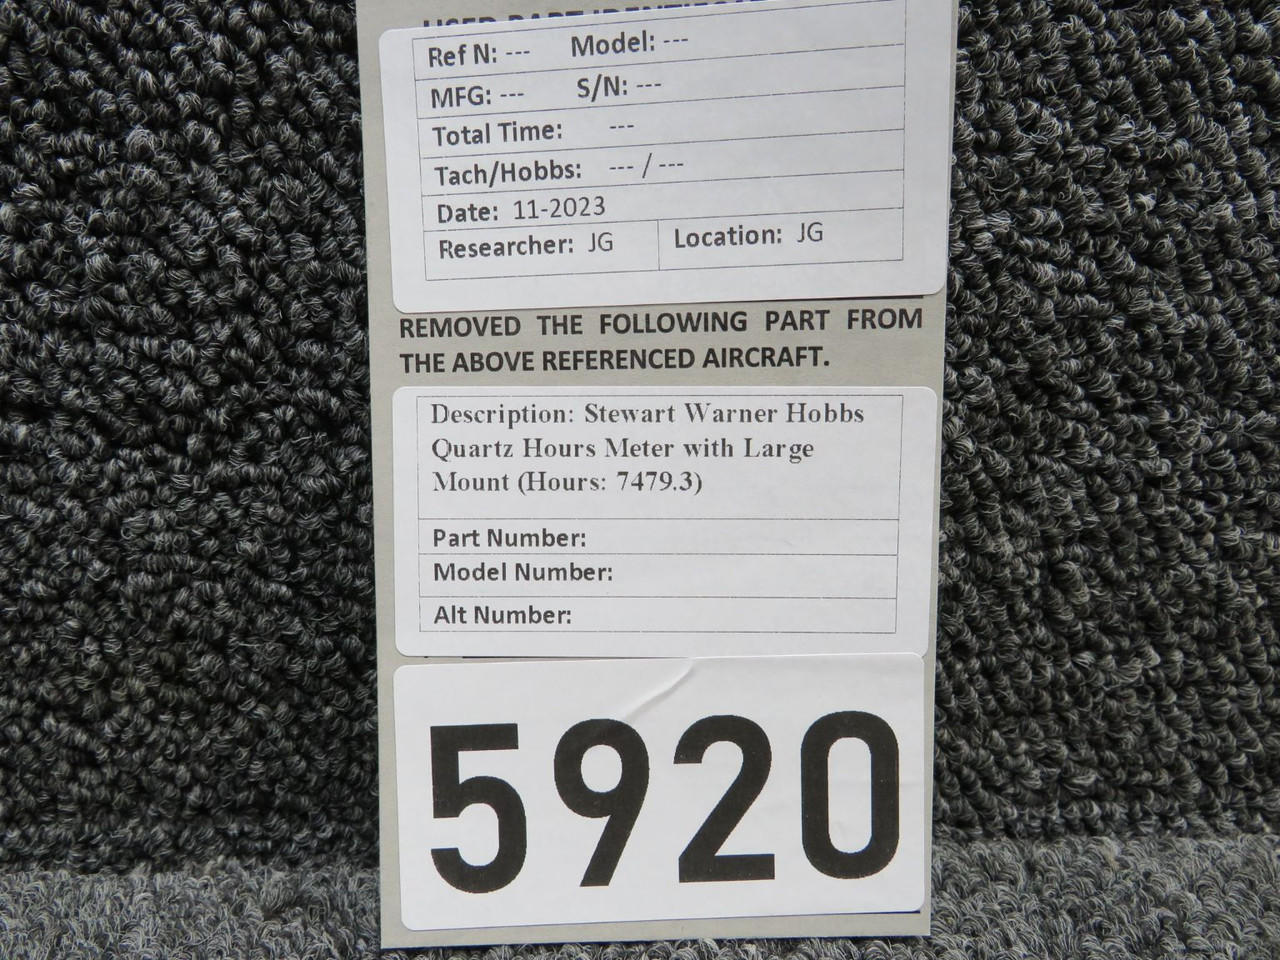 USED PART
Ref N: --- Model: ---
MFG: --- S/N: ---
Total Time: ---
Tach/Hobbs: --- / ---
Date: 11-2023
Researcher: JG Location: JG
REMOVED THE FOLLOWING PART FROM
THE ABOVE REFERENCED AIRCRAFT.
Description: Stewart Warner Hobbs
Quartz Hours Meter with Large
Mount (Hours: 7479.3)
Part Number:
Model Number:
Alt Number:
5920